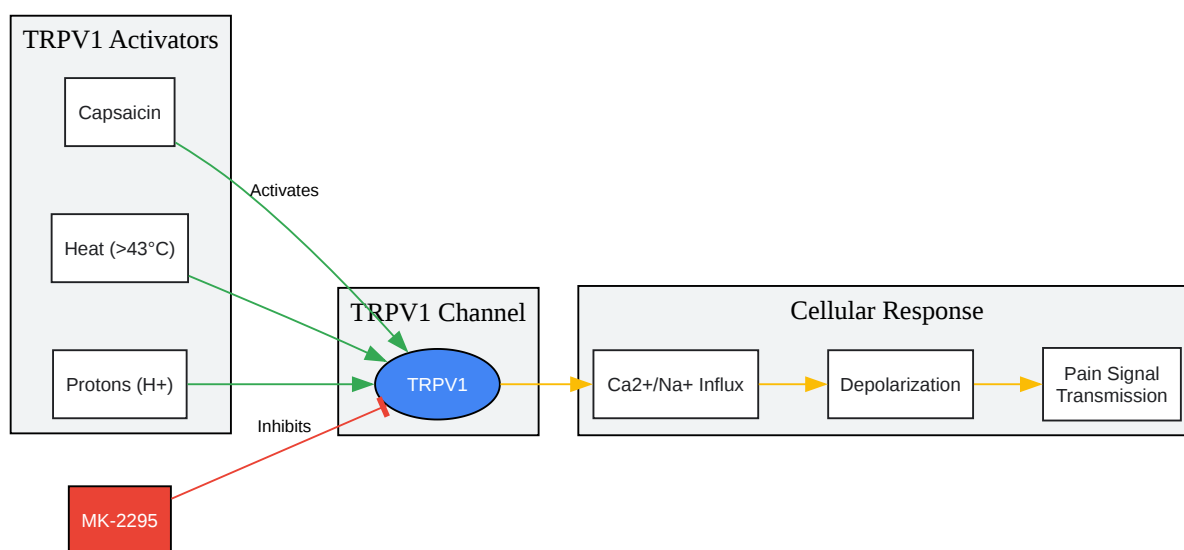 TRPV1 Activators
Capsaicin
Activates
Heat (>43°C)
TRPV1 Channel
Cellular Response
Protons (H+)
TRPV1
Ca2+/Na+ Influx
Depolarization
Pain Signal
Transmission
Inhibits
MK-2295